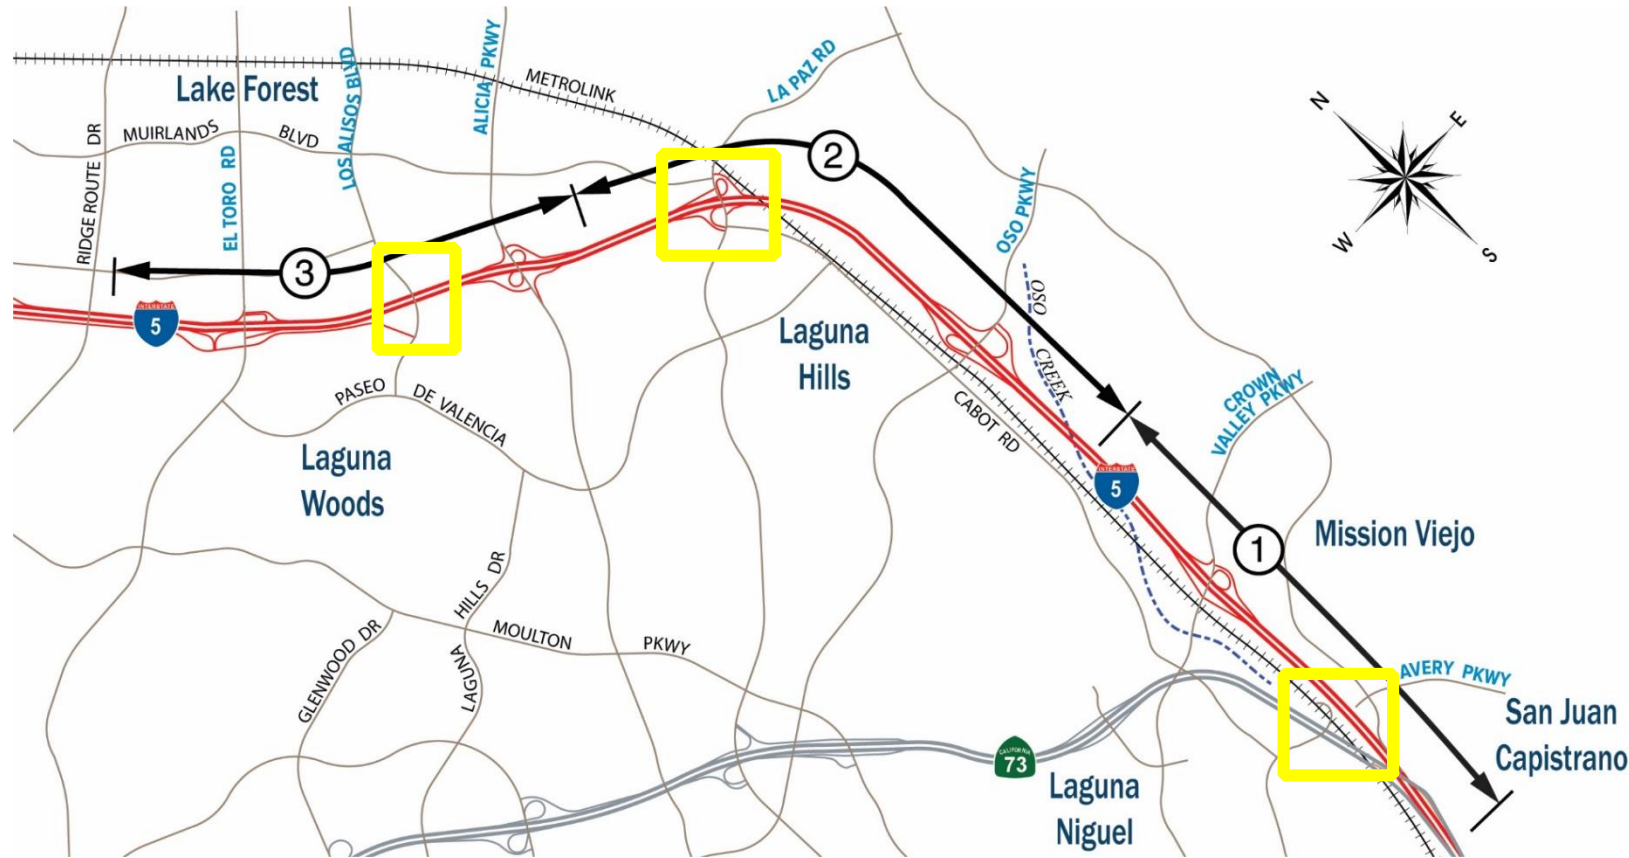 Lake Forest
METROLINK
LA PAZ RD
ALICIA PKWY
LOS ALISOS BLVD
MUIRLANDS BLVD
RIDGE ROUTE DR
EL TORO RD
N
E
W
S
2
3
OSO PKWY
OSO CREEK
INTERSTATE
5
Laguna
Hills
PASEO DE VALENCIA
CABOT RD
CROWN
VALLEY PKWY
Laguna
Woods
INTERSTATE
5
Mission Viejo
1
HILLS DR
LAGUNA
GLENWOOD DR
MOULTON PKWY
AVERY PKWY
San Juan
Capistrano
CALIFORNIA
73
Laguna
Niguel